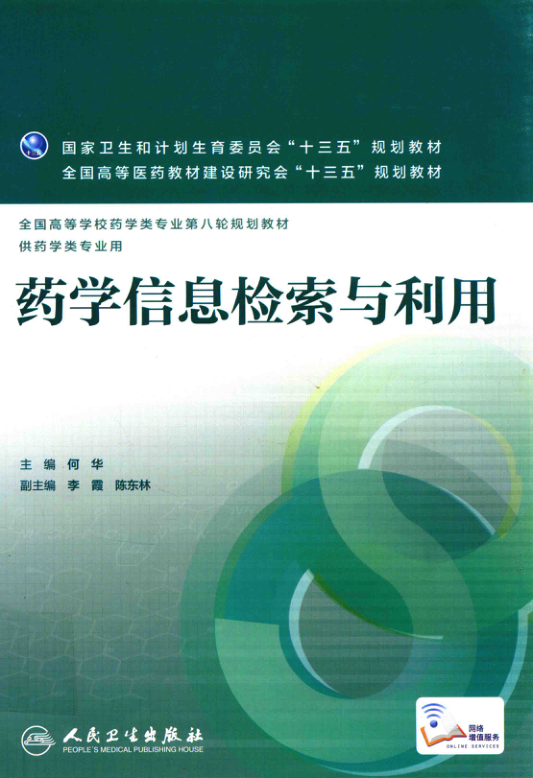 国家卫生和计划生育委员会“十三五”规划教材
全国高等医药教材建设研究会“十三五”规划教材
全国高等学校药学类专业第八轮规划教材
供药学类专业用
药学信息检索与利用
主 编 何 华
副主编 李 霞 陈东林
人民卫生出版社
PEOPLE'S MEDICAL PUBLISHING HOUSE
网络
增值服务
ONLINE SERVICES